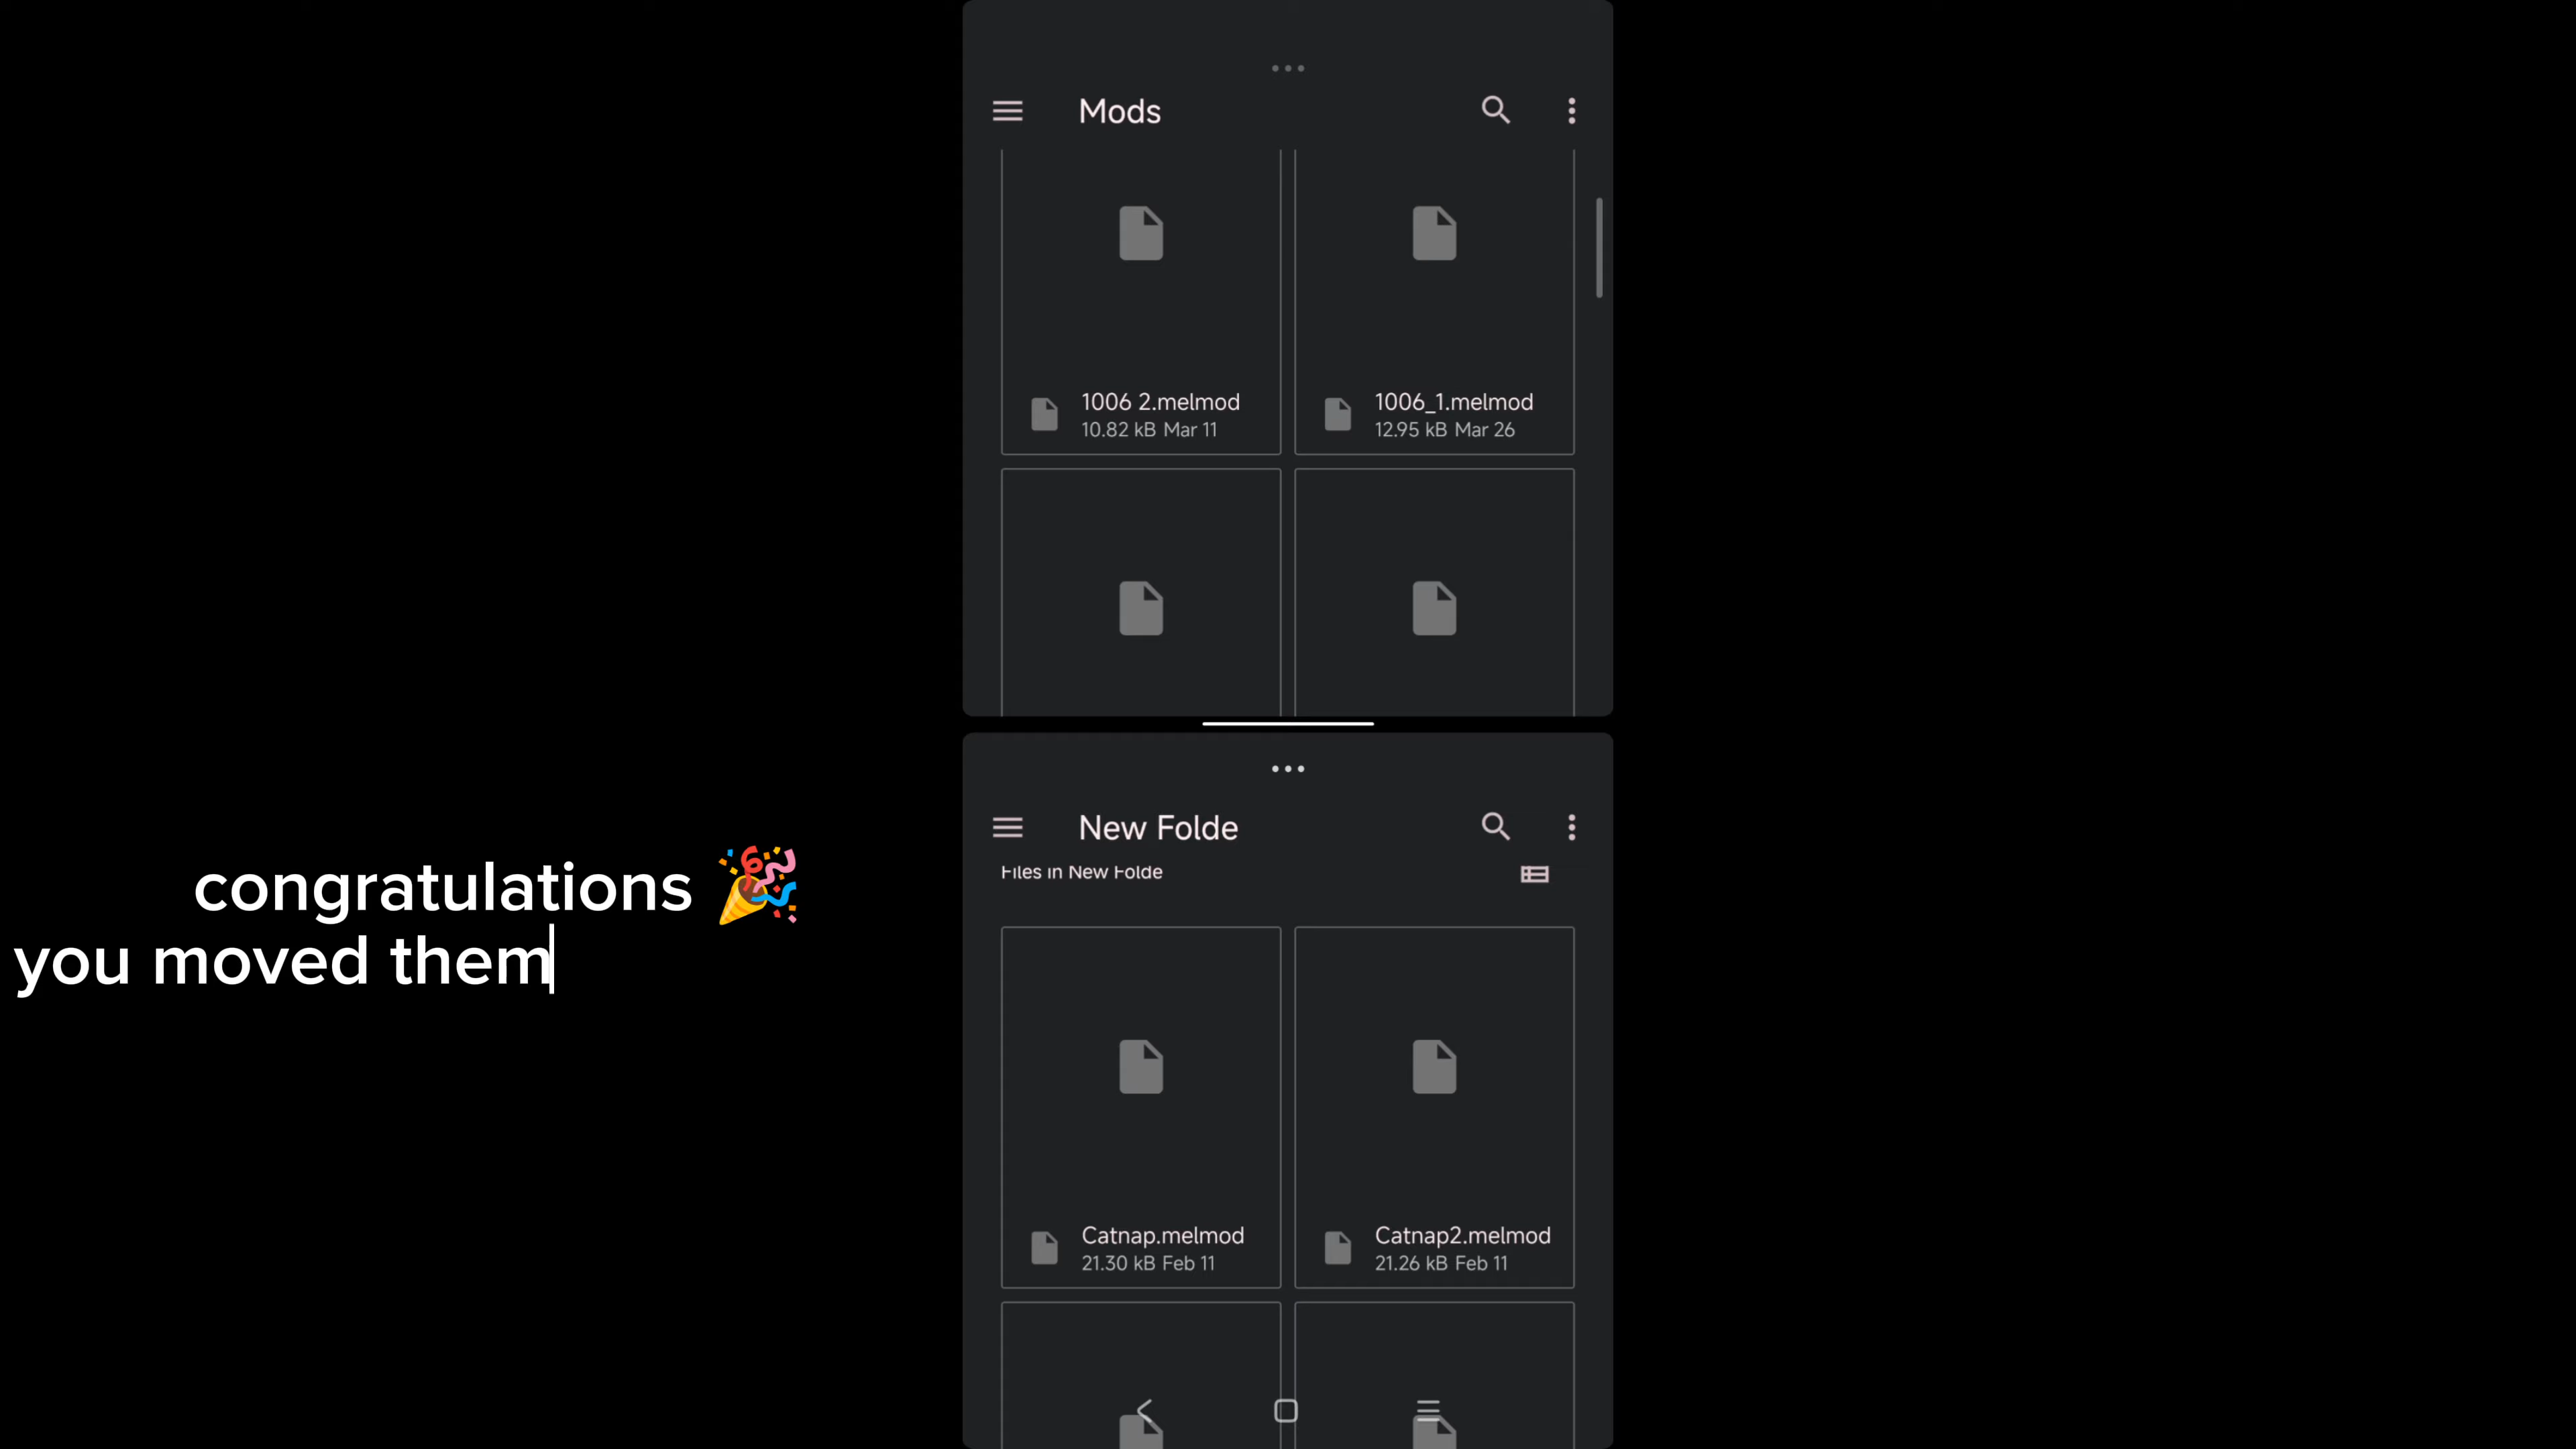 Mods
1006 2.melmod
10.82 kB Mar 11
1006_1.melmod
12.95 kB Mar 26
New Folde
Files in New Folde
congratulations 🎉
you moved them
Catnap.melmod
21.30 kB Feb 11
Catnap2.melmod
21.26 kB Feb 11